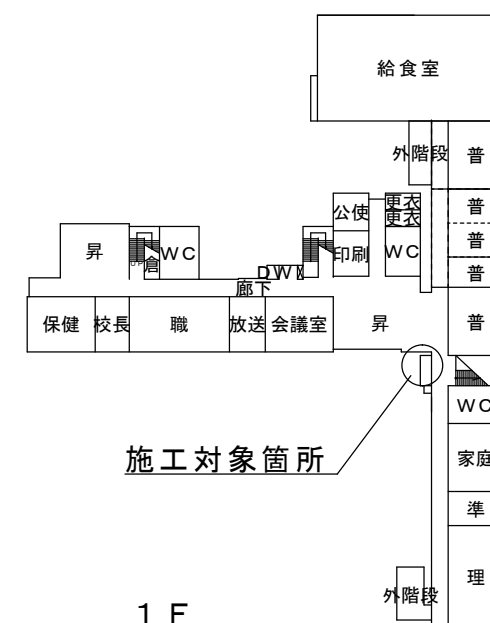 給食室
外階段 普
公使 更衣 普
更衣
昇 倉 WC 印刷 WC 普
DWX 普
廊下
保健 校長 職 放送 会議室 昇 普
WC
施工対象箇所 家庭
準
理
外階段
1F